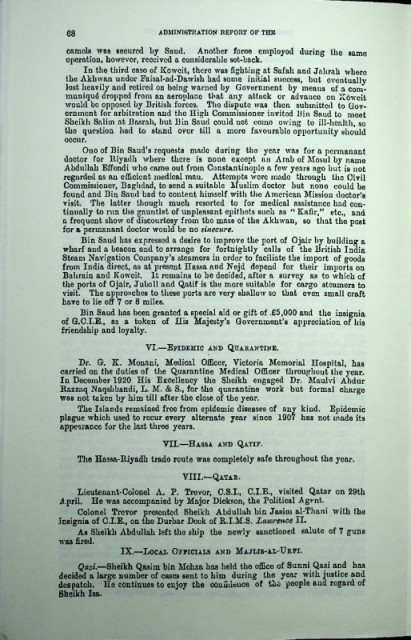 68 ADMINISTRATION REPORT OF THE
camels was secured by Saud. Another force employed during the same
operation, however, received a considerable set-back.
In the third case of Koweit, there was fighting at Safah and Jahrah where
the Akhwan under Faisal-ad-Dawish had some initial success, but eventually
lost heavily and retired on being warned by Government by means of a com-
muniqué dropped from an aeroplane that any attack or advance on Koweit
would be opposed by British forces. The dispute was then submitted to Gov-
ernment for arbitration and the High Commissioner invited Bin Saud to meet
Sheikh Salim at Basrah, but Bin Saud could not come owing to ill-health, so
the question had to stand over till a more favourable opportunity should
occur.
One of Bin Saud's requests made during the year was for a permanent
doctor for Riyadh where there is none except an Arab of Mosul by name
Abdullah Effendi who came out from Constantinople a few years ago but is not
regarded as an efficient medical man. Attempts were made through the Civil
Commissioner, Baghdad, to send a suitable Muslim doctor but none could be
found and Bin Saud had to content himself with the American Mission doctor's
visit. The latter though much resorted to for medical assistance had con-
tinually to run the gauntlet of unpleasant epithets such as "Kafir," etc., and
a frequent show of discourtesy from the mass of the Akhwan, so that the post
for a permanent doctor would be no sinecure.
Bin Saud has expressed a desire to improve the port of Ojair by building a
wharf and a beacon and to arrange for fortnightly calls of the British India
Steam Navigation Company's steamers in order to facilitate the import of goods
from India direct, as at present Hassa and Nejd depend for their imports on
Bahrain and Koweit. It remains to be decided, after a survey as to which of
the ports of Ojair, Jubail and Qatif is the more suitable for cargo steamers to
visit. The approaches to these ports are very shallow so that even small craft
have to lie off 7 or 8 miles.
Bin Saud has been granted a special aid or gift of £5,000 and the insignia
of G.C.I.E., as a token of His Majesty's Government's appreciation of his
friendship and loyalty.
VI.—EPIDEMIC AND QUARANTINE.
Dr. G. K. Monani, Medical Officer, Victoria Memorial Hospital, has
carried on the duties of the Quarantine Medical Officer throughout the year.
In December 1920 His Excellency the Sheikh engaged Dr. Maulvi Abdur
Razzuq Naqshbandi, L. M. & S., for the quarantine work but formal charge
was not taken by him till after the close of the year.
The Islands remained free from epidemic diseases of any kind. Epidemic
plague which used to recur every alternate year since 1907 has not made its
appearance for the last three years.
VII.—HASSA AND QATIF.
The Hassa-Riyadh trade route was completely safe throughout the year.
VIII.—QATAR.
Lieutenant-Colonel A. P. Trevor, C.S.I., C.I.E., visited Qatar on 29th
April. He was accompanied by Major Dickson, the Political Agent.
Colonel Trevor presented Sheikh Abdullah bin Jasim al-Thani with the
insignia of C.I.E., on the Durbar Deck of R.I.M.S. Lawrence II.
As Sheikh Abdullah left the ship the newly sanctioned salute of 7 guns
was fired.
IX.—LOCAL OFFICIALS AND MAJLIS-AL-URFI.
Qazi.—Sheikh Qasim bin Mehza has held the office of Sunni Qazi and has
decided a large number of cases sent to him during the year with justice and
despatch. He continues to enjoy the confidence of the people and regard of
Sheikh Isa.